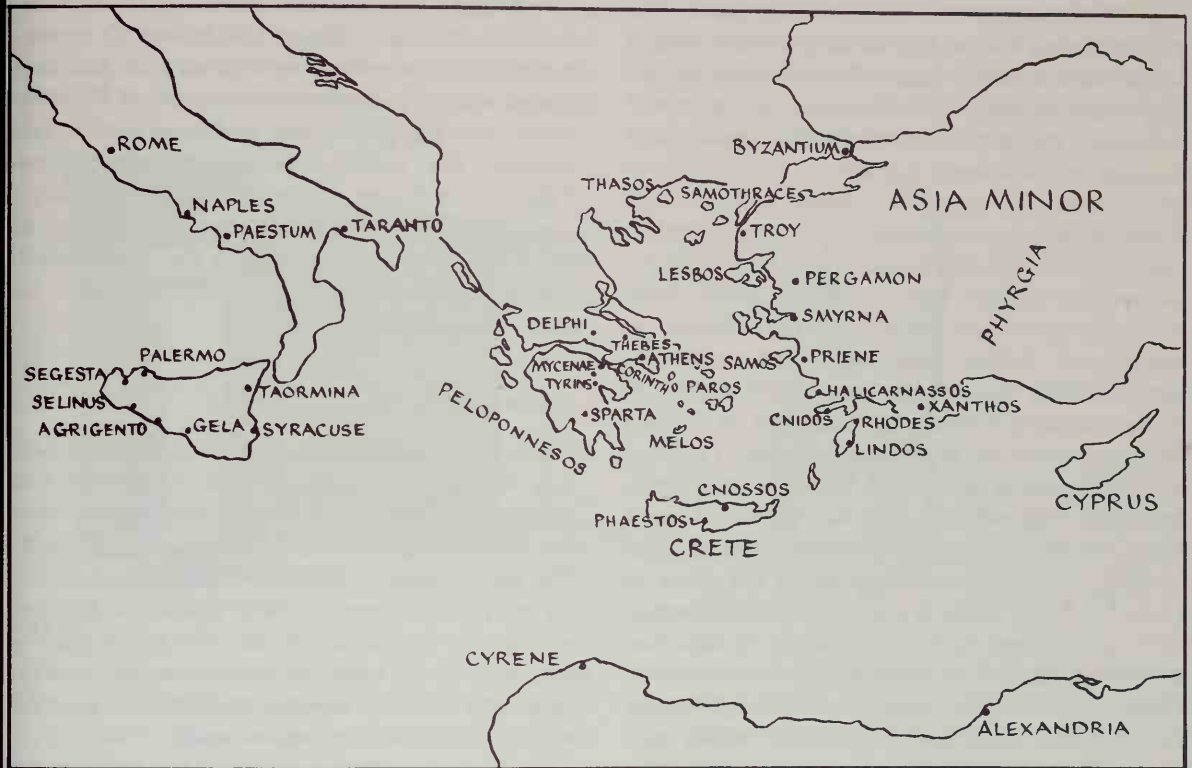 ROME
NAPLES
PAESTUM
TARANTO
PALERMO
SEGESTA
SELINUS
AGRIGENTO
GELA
SYRACUSE
TAORMINA
BYZANTIUM
THASOS
SAMOTHRACE
ASIA MINOR
TROY
LESBOS
PERGAMON
SMYRNA
PHYRGIA
DELPHI
THEBES
MYCENAE
ATHENS
SAMOS
PRIENE
TYRINS
CORINTH
PAROS
HALICARNASSOS
PELOPONNESOS
SPARTA
CNIDOS
XANTHOS
RHODES
MELOS
LINDOS
CNOSSOS
PHAESTOS
CRETE
CYPRUS
CYRENE
ALEXANDRIA